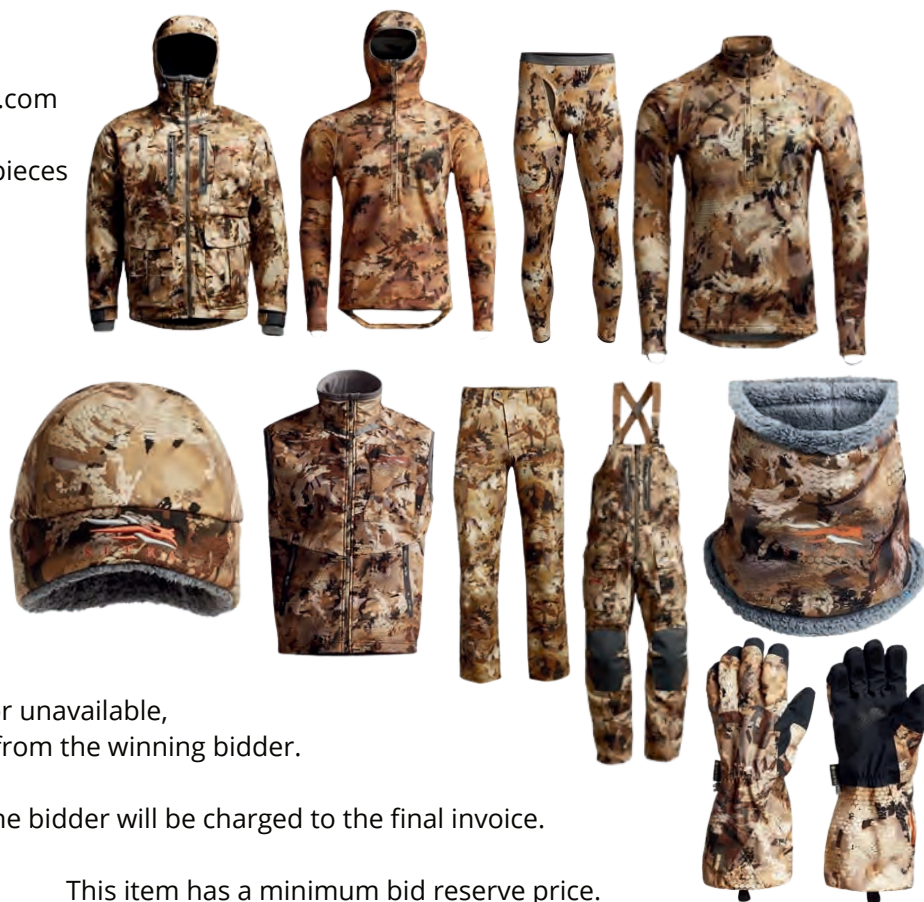 .com
pieces
r unavailable,
from the winning bidder.
ne bidder will be charged to the final invoice.
This item has a minimum bid reserve price.